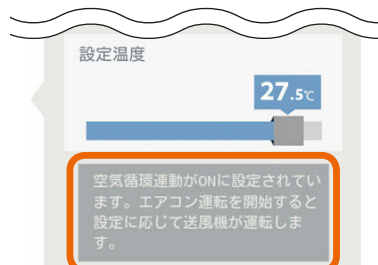 設定温度
27.5℃
空気循環連動がONに設定されてい
ます。エアコン運転を開始すると
設定に応じて送風機が運転しま
す。